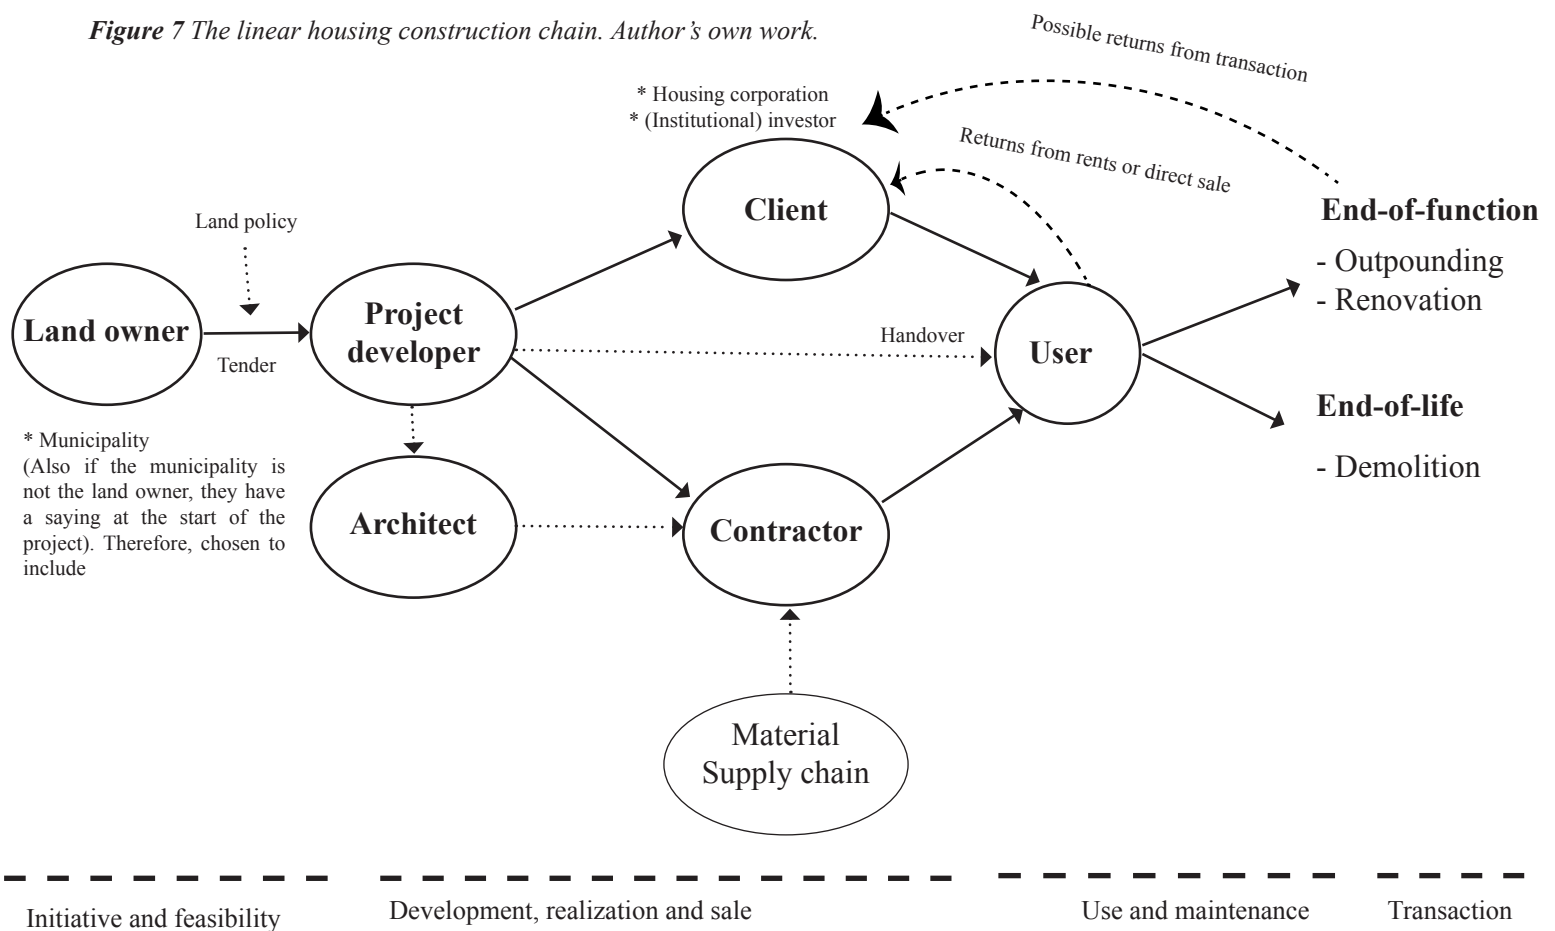 Figure 7 The linear housing construction chain. Author's own work.
Possible returns from transaction
* Housing corporation
* (Institutional) investor
Returns from rents or direct sale
Client
End-of-function
- Outpounding
- Renovation
Land policy
Land owner
Tender
Project
developer
Handover
User
End-of-life
- Demolition
* Municipality
(Also if the municipality is
not the land owner, they have
a saying at the start of the
project). Therefore, chosen to
include
Architect
Contractor
Material
Supply chain
Initiative and feasibility
Development, realization and sale
Use and maintenance
Transaction